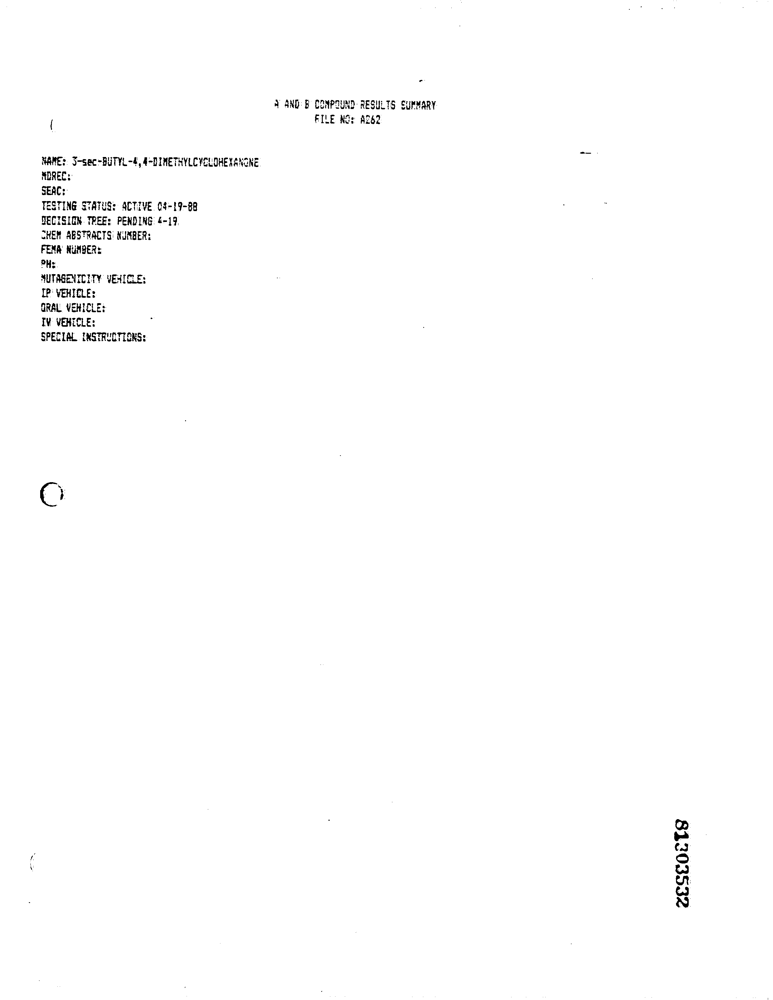 A AND B COMPOUND RESULTS SUMMARY
FILE NO: A262
NAME: 3-sec-BUTYL-4,4-DIMETHYLCYCLOHEXANONE
MDREC:
SEAC:
TESTING STATUS: ACTIVE 04-19-88
DECISION TREE: PENDING 4-19
CHEM ABSTRACTS NUMBER:
FEMA NUMBER:
PH:
MUTAGENICITY VEHICLE:
IP VEHICLE:
ORAL VEHICLE:
IV VEHICLE:
SPECIAL INSTRUCTIONS:
81303532